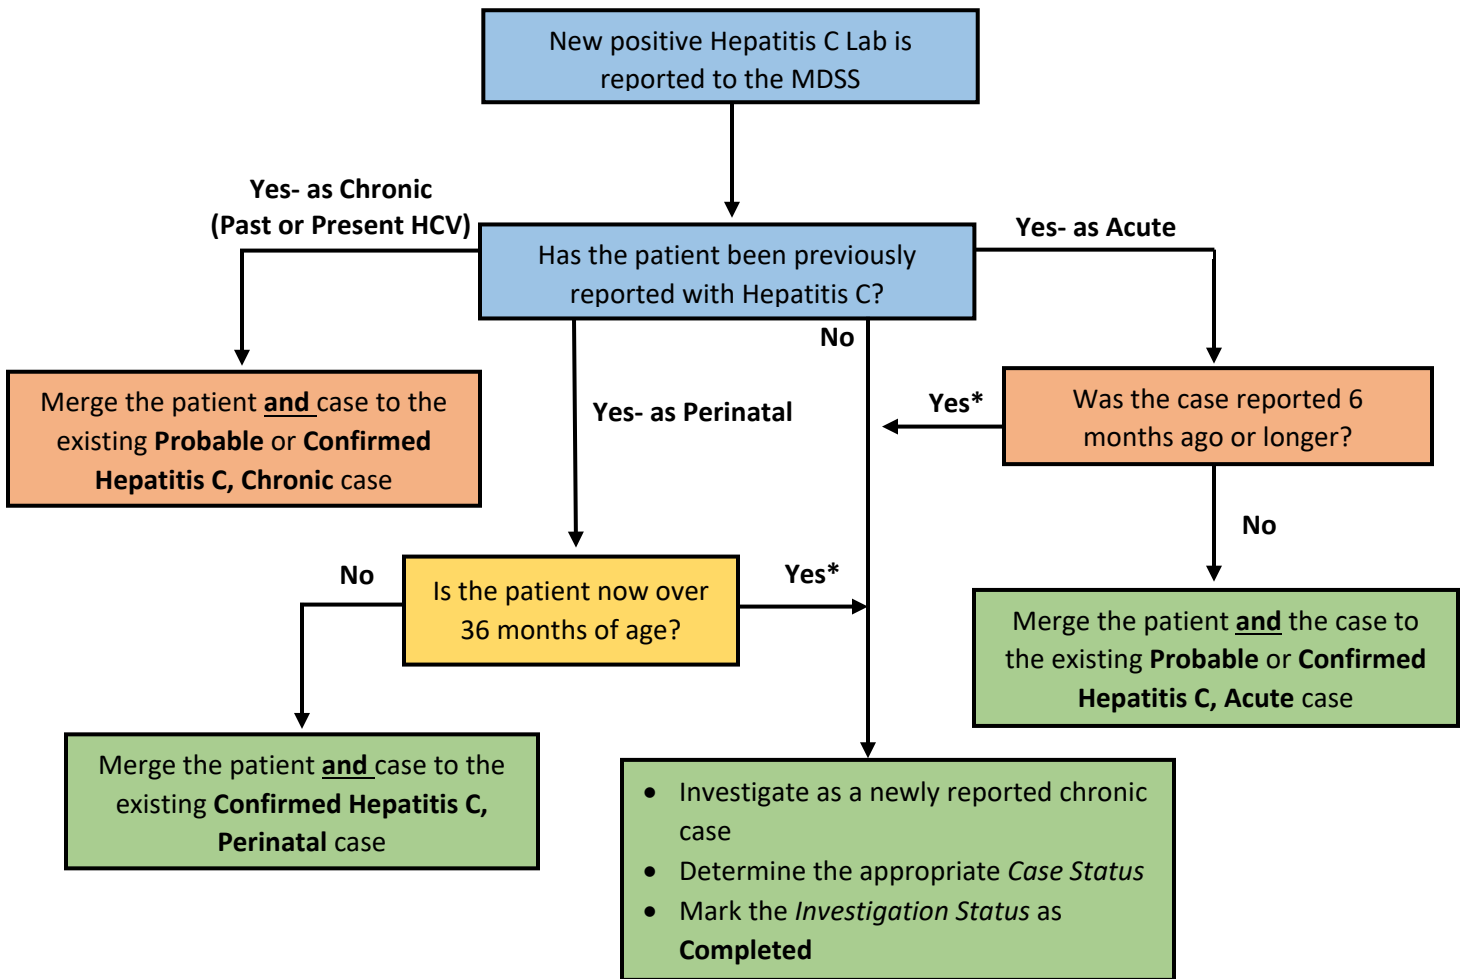 New positive Hepatitis C Lab is
reported to the MDSS
Yes- as Chronic
(Past or Present HCV)
Has the patient been previously
reported with Hepatitis C?
Yes- as Acute
No
Merge the patient and case to the
existing Probable or Confirmed
Hepatitis C, Chronic case
Yes- as Perinatal
Yes*
Was the case reported 6
months ago or longer?
No
No
Is the patient now over
36 months of age?
Yes*
Merge the patient and the case to
the existing Probable or Confirmed
Hepatitis C, Acute case
Merge the patient and case to the
existing Confirmed Hepatitis C,
Perinatal case
• Investigate as a newly reported chronic
case
• Determine the appropriate Case Status
• Mark the Investigation Status as
Completed